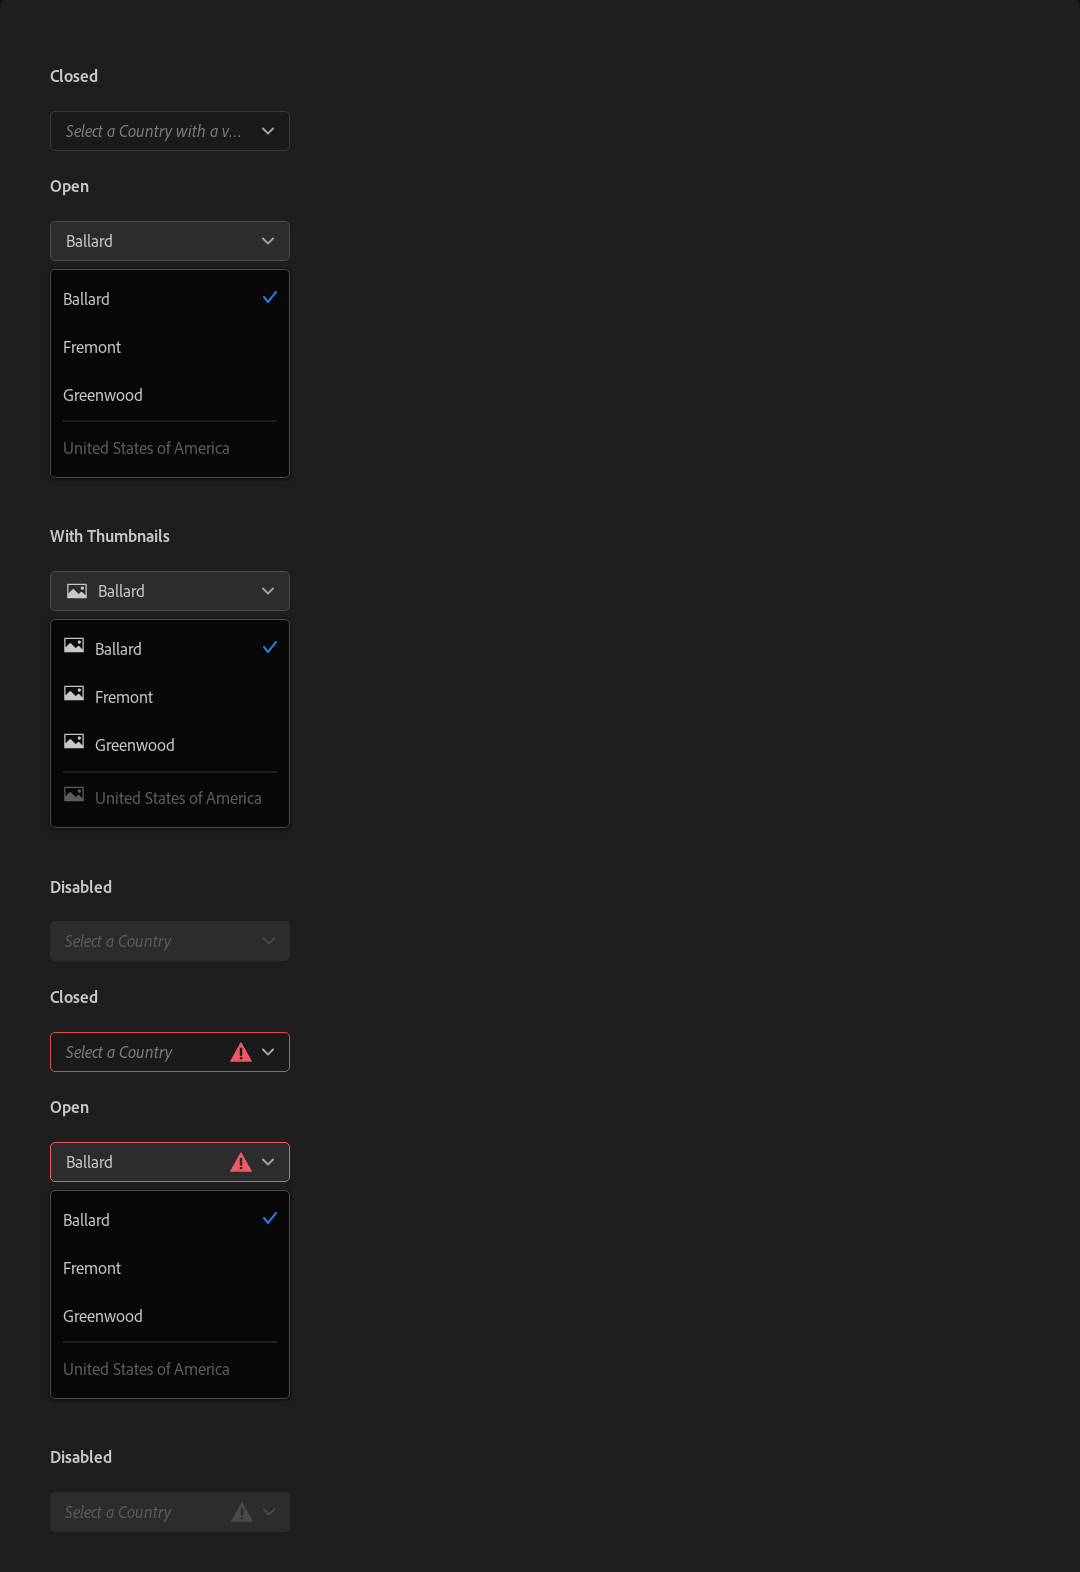 Closed
Select a Country with a v...
Open
Ballard
Ballard
Fremont
Greenwood
United States of America
With Thumbnails
Ballard
Ballard
Fremont
Greenwood
United States of America
Disabled
Select a Country
Closed
Select a Country
Open
Ballard
Ballard
Fremont
Greenwood
United States of America
Disabled
Select a Country